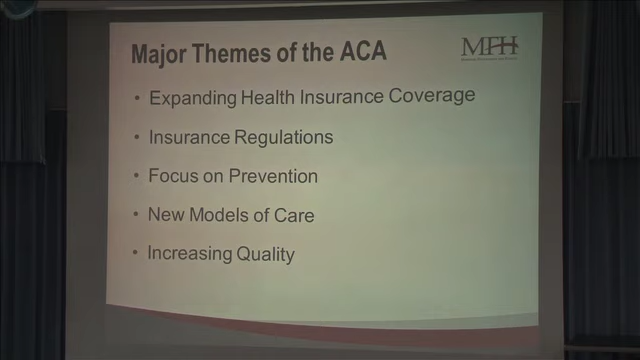 Major Themes of the ACA
MFH
• Expanding Health Insurance Coverage
• Insurance Regulations
• Focus on Prevention
• New Models of Care
• Increasing Quality